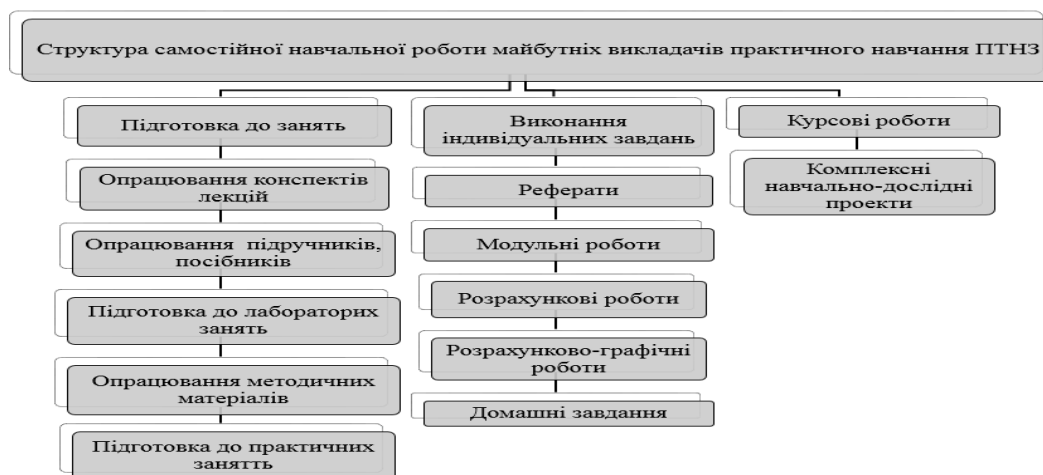 Структура самостійної навчальної роботи майбутніх викладачів практичного навчання ПТНЗ
Підготовка до занять
Опрацювання конспектів
лекцій
Опрацювання підручників,
посібників
Підготовка до лабораторих
занять
Опрацювання методичних
матеріалів
Підготовка до практичних
занятть
Виконання
індивідуальних завдань
Реферати
Модульні роботи
Розрахункові роботи
Розрахунково-графічні
роботи
Домашні завдання
Курсові роботи
Комплексні
навчально-дослідні
проекти